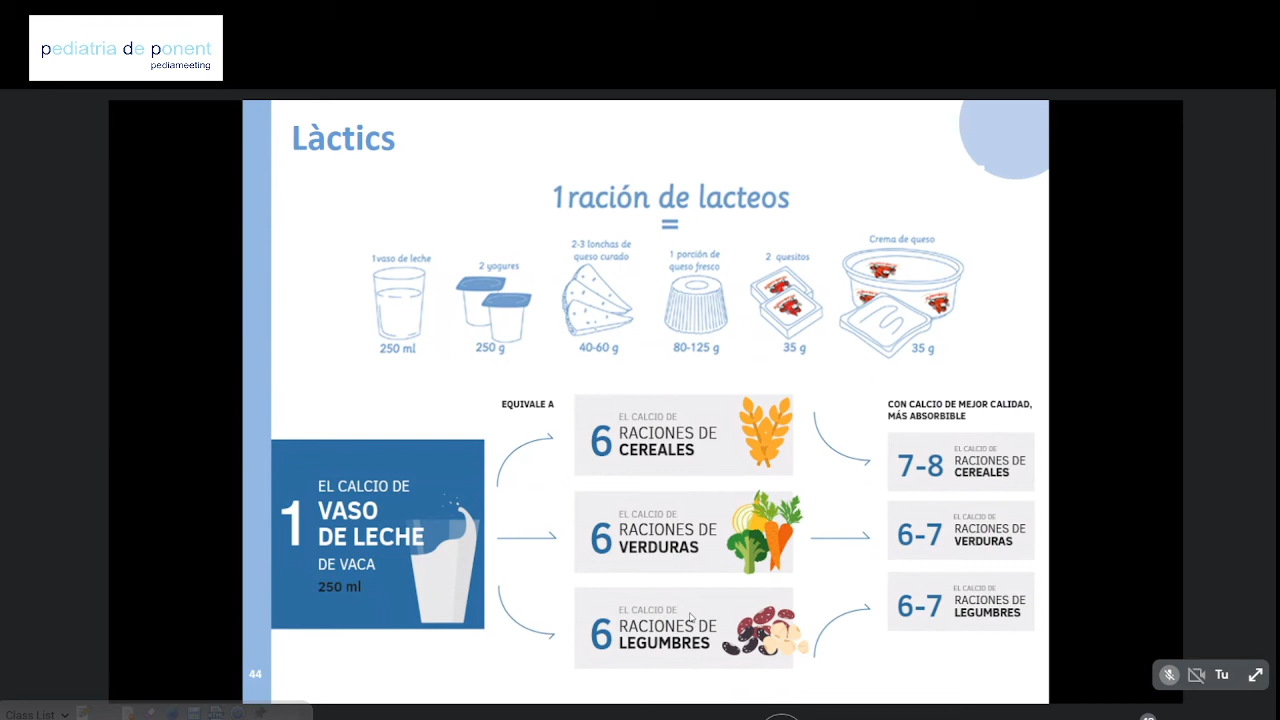 pediatria de ponent
pediameeting
Làctics
1 ración de lacteos
=
1 vaso de leche
250 ml
2 yogures
250 g
2-3 lonchas de
queso curado
40-60 g
1 porción de
queso fresco
80-125 g
2 quesitos
35 g
Crema de queso
35 g
EQUIVALE A
CON CALCIO DE MEJOR CALIDAD,
MÁS ABSORBIBLE
1
EL CALCIO DE
VASO
DE LECHE
DE VACA
250 ml
6
EL CALCIO DE
RACIONES DE
CEREALES
6
EL CALCIO DE
RACIONES DE
VERDURAS
6
EL CALCIO DE
RACIONES DE
LEGUMBRES
7-8
EL CALCIO DE
RACIONES DE
CEREALES
6-7
EL CALCIO DE
RACIONES DE
VERDURAS
6-7
EL CALCIO DE
RACIONES DE
LEGUMBRES
44
Tu
Class List